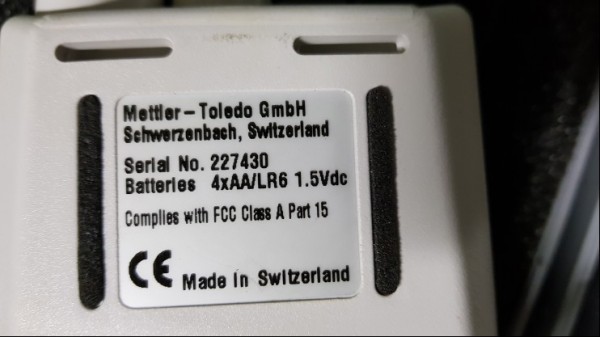 Mettler-Toledo GmbH
Schwerzenbach, Switzerland
Serial No. 227430
Batteries 4xAA/LR6 1.5Vdc
Complies with FCC Class A Part 15
CE Made in Switzerland